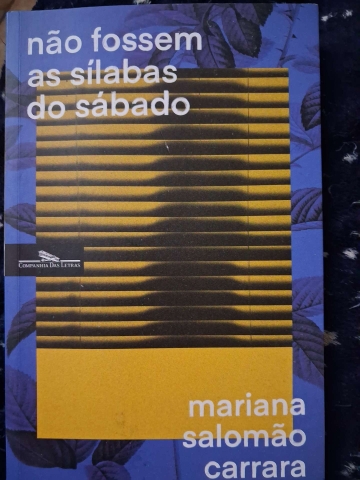 não fossem
as sílabas
do sábado
COMPANHIA DAS LETRAS
mariana
salomão
carrara